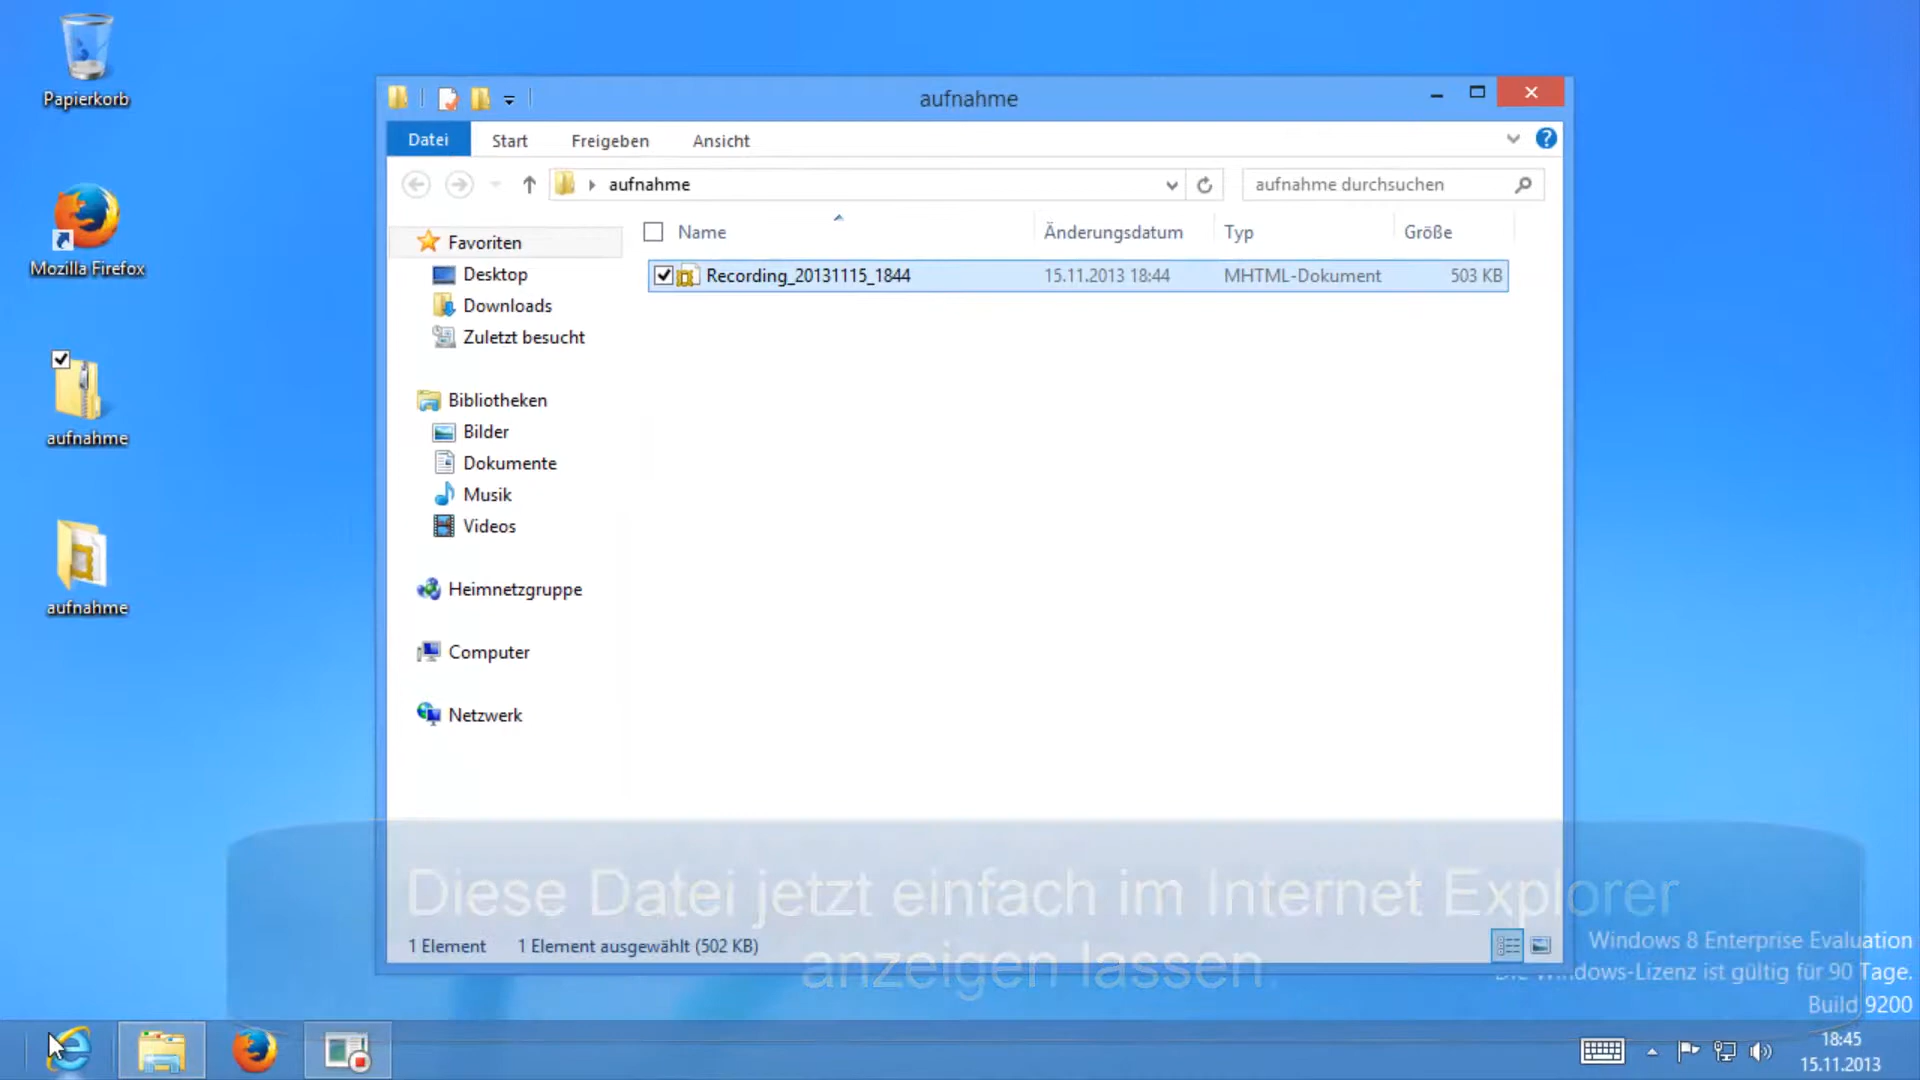 Papierkorb
Mozilla Firefox
aufnahme
aufnahme
aufnahme
Datei Start Freigeben Ansicht
aufnahme
aufnahme durchsuchen
Name Änderungsdatum Typ Größe
Recording_20131115_1844 15.11.2013 18:44 MHTML-Dokument 503 KB
Favoriten
Desktop
Downloads
Zuletzt besucht
Bibliotheken
Bilder
Dokumente
Musik
Videos
Heimnetzgruppe
Computer
Netzwerk
Diese Datei jetzt einfach im Internet Explorer
anzeigen lassen.
1 Element 1 Element ausgewählt (502 KB)
Windows 8 Enterprise Evaluation
Die Windows-Lizenz ist gültig für 90 Tage.
Build 9200
18:45
15.11.2013